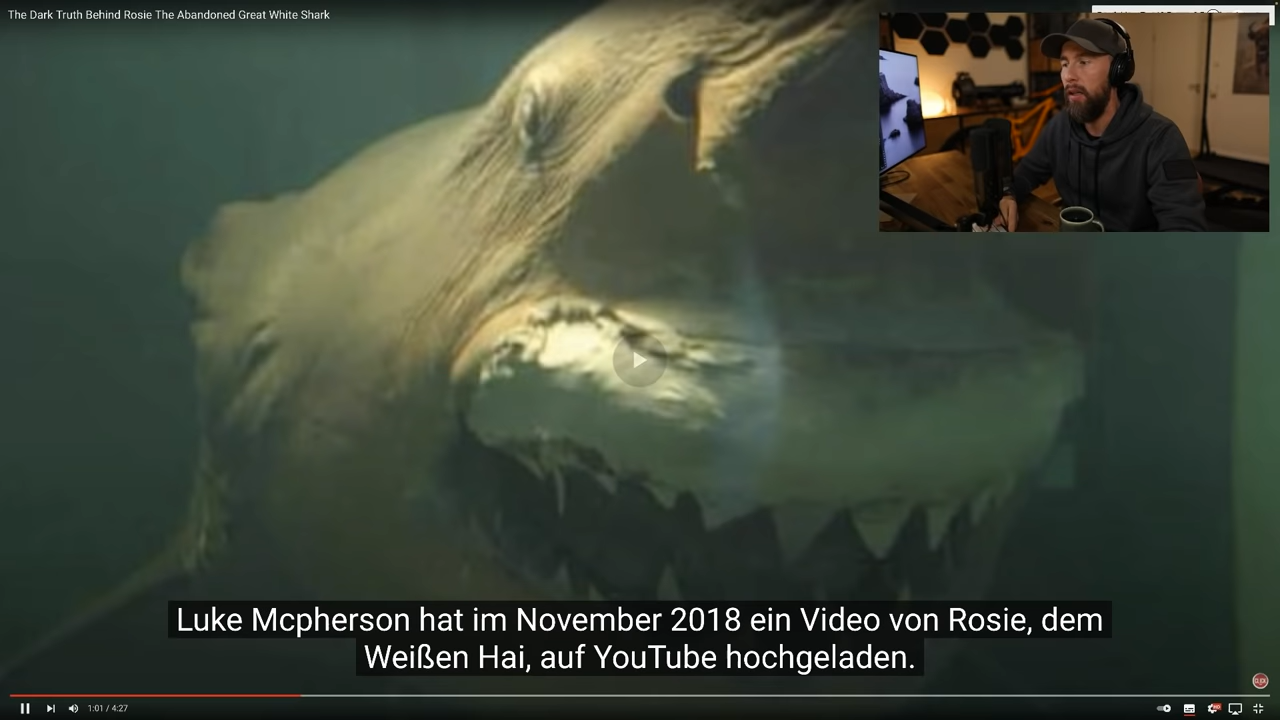 The Dark Truth Behind Rosie The Abandoned Great White Shark
Luke Mcpherson hat im November 2018 ein Video von Rosie, dem
Weißen Hai, auf YouTube hochgeladen.
1:01 / 4:27